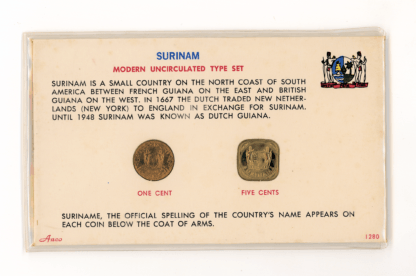 SURINAM
MODERN UNCIRCULATED TYPE SET
SURINAM IS A SMALL COUNTRY ON THE NORTH COAST OF SOUTH
AMERICA BETWEEN FRENCH GUIANA ON THE EAST AND BRITISH
GUIANA ON THE WEST. IN 1667 THE DUTCH TRADED NEW NETHER-
LANDS (NEW YORK) TO ENGLAND IN EXCHANGE FOR SURINAM.
UNTIL 1948 SURINAM WAS KNOWN AS DUTCH GUIANA.
ONE CENT
FIVE CENTS
SURINAME, THE OFFICIAL SPELLING OF THE COUNTRY'S NAME APPEARS ON
EACH COIN BELOW THE COAT OF ARMS.
1280